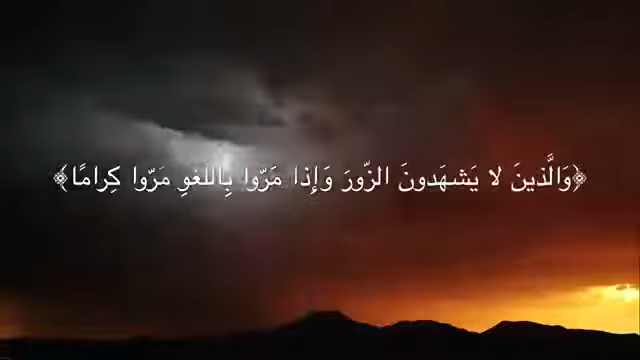 ﴿وَالَّذينَ لا يَشهَدونَ الزّورَ وَإِذا مَرّوا بِاللَّغوِ مَرّوا كِرامًا﴾